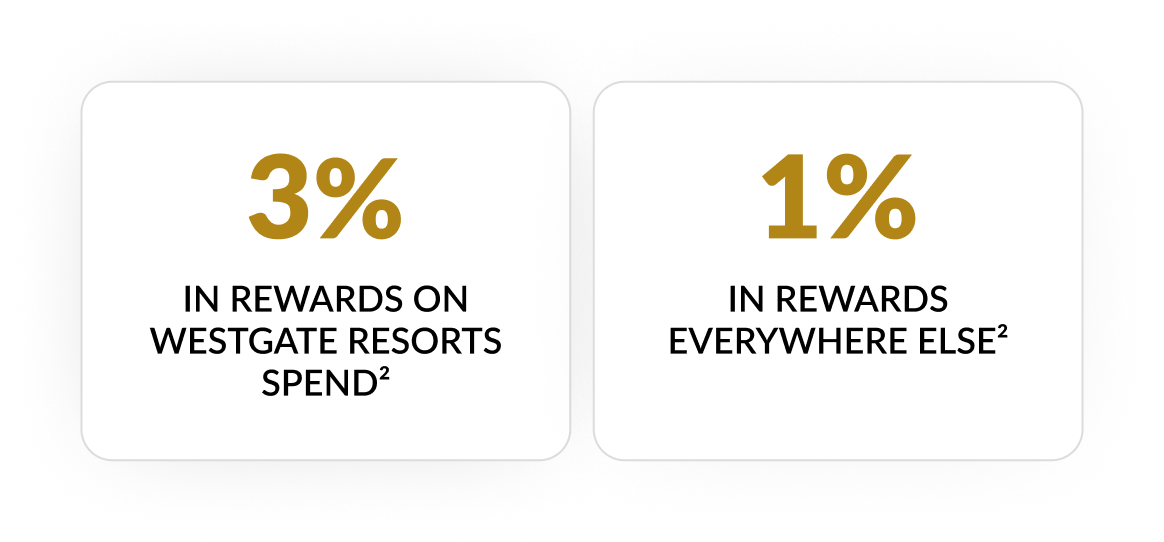 3%
IN REWARDS ON
WESTGATE RESORTS
SPEND²
1%
IN REWARDS
EVERYWHERE ELSE²